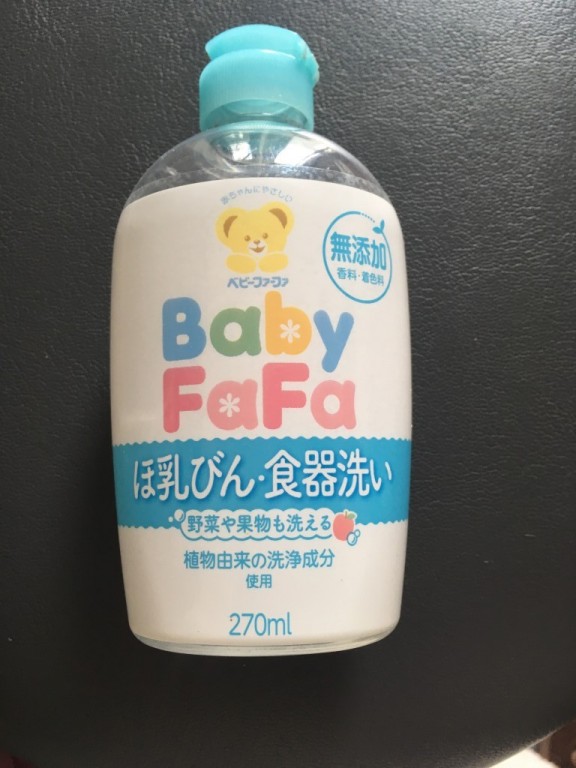 赤ちゃんにやさしい
ベビーファーファ
無添加
香料・着色料
Baby
FaFa
ほ乳びん・食器洗い
野菜や果物も洗える
植物由来の洗浄成分
使用
270ml